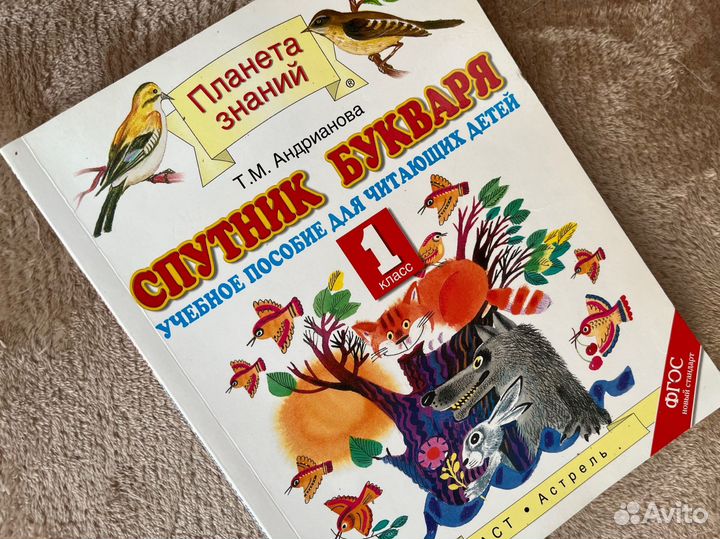 Планета
знаний
®
Т.М. Андрианова
СПУТНИК БУКВАРЯ
УЧЕБНОЕ ПОСОБИЕ ДЛЯ ЧИТАЮЩИХ ДЕТЕЙ
1
класс
ФГОС
новый стандарт
АСТ • Астрель
Avito